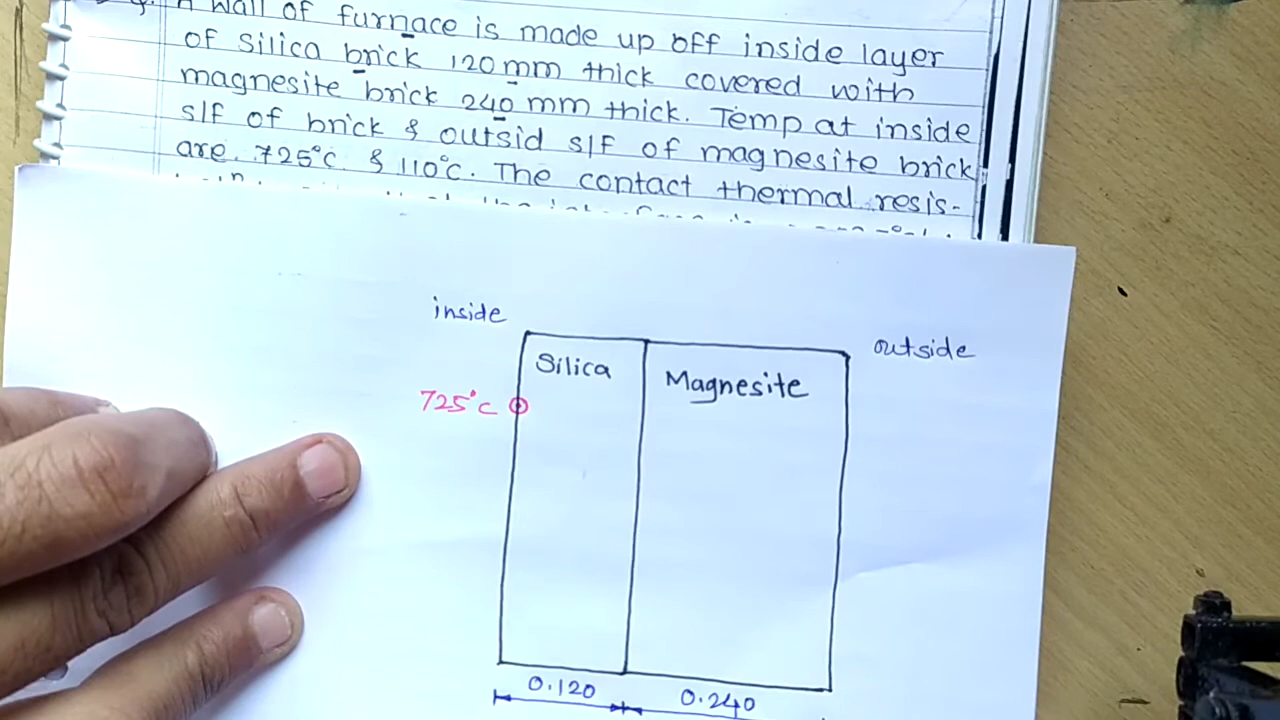 A wall of furnace is made up off inside layer
of silica brick 120mm thick covered with
magnesite brick 240 mm thick. Temp at inside
s/f of brick & outsid s/f of magnesite brick
are 725°c & 110°c. The contact thermal resis-
inside
outside
Silica
Magnesite
725°c
0.120
0.240